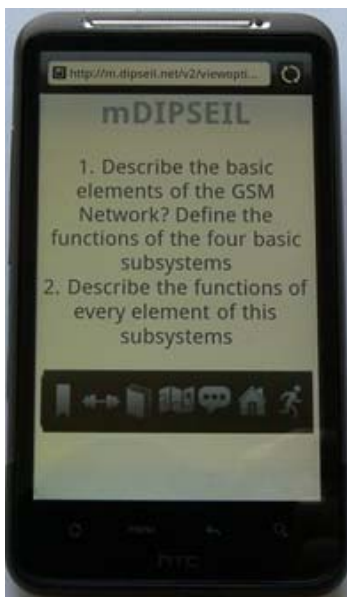 http://m.dipseil.net/v2/viewopti...
mDIPSEIL
1. Describe the basic
elements of the GSM
Network? Define the
functions of the four basic
subsystems
2. Describe the functions of
every element of this
subsystems
menu
hTC